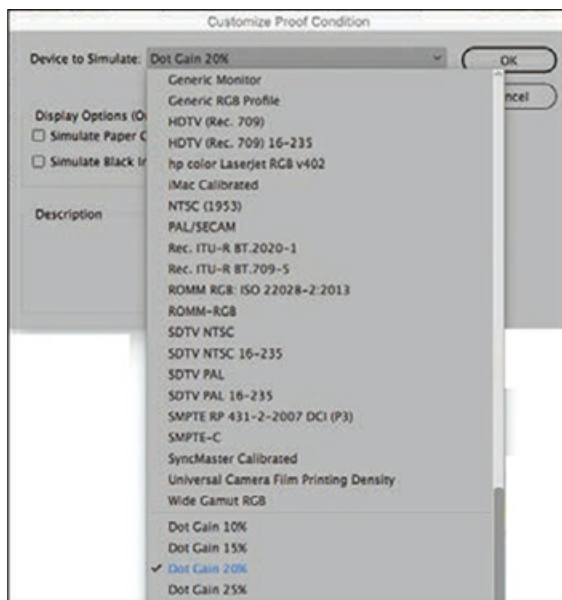 Customize Proof Condition
Device to Simulate: Dot Gain 20%
OK
Generic Monitor
Generic RGB Profile
ncel
Display Options (O
HDTV (Rec. 709)
Simulate Paper C
HDTV (Rec. 709) 16-235
Simulate Black In
hp color LaserJet RGB v402
iMac Calibrated
NTSC (1953)
Description
PAL/SECAM
Rec. ITU-R BT.2020-1
Rec. ITU-R BT.709-5
ROMM RGB: ISO 22028-2:2013
ROMM-RGB
SDTV NTSC
SDTV NTSC 16-235
SDTV PAL
SDTV PAL 16-235
SMPTE RP 431-2-2007 DCI (P3)
SMPTE-C
SyncMaster Calibrated
Universal Camera Film Printing Density
Wide Gamut RGB
Dot Gain 10%
Dot Gain 15%
Dot Gain 20%
Dot Gain 25%